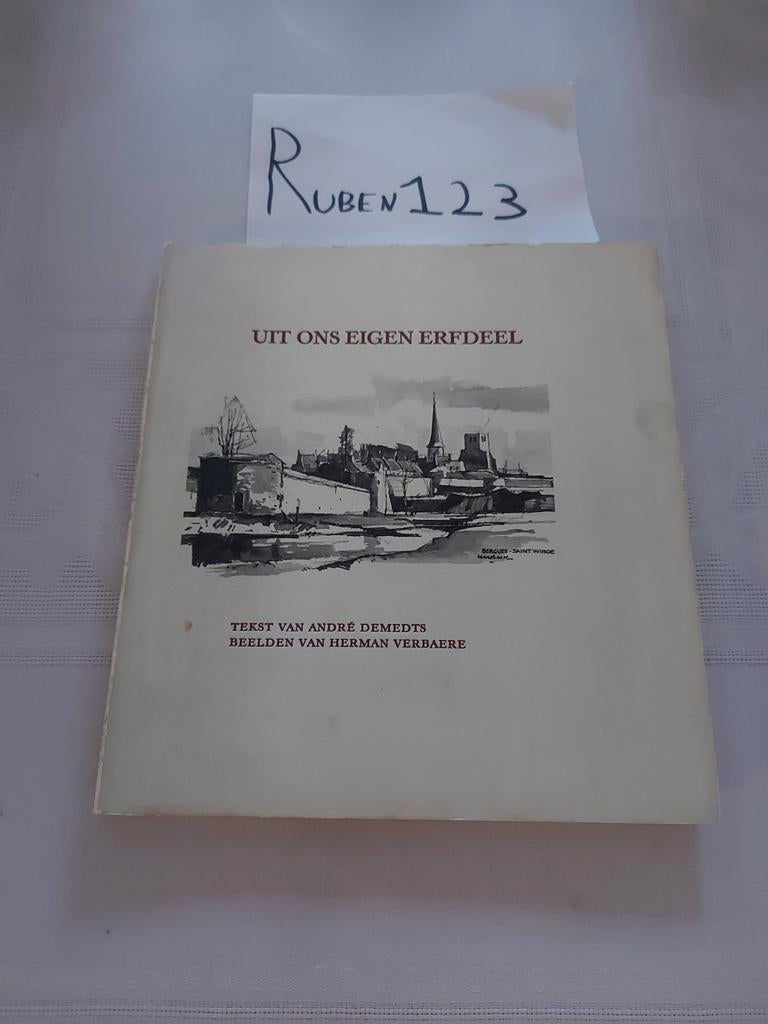 RUBEN123
UIT ONS EIGEN ERFDEEL
BERGUES - SAINT WINOC
TEKST VAN ANDRÉ DEMEDTS
BEELDEN VAN HERMAN VERBAERE